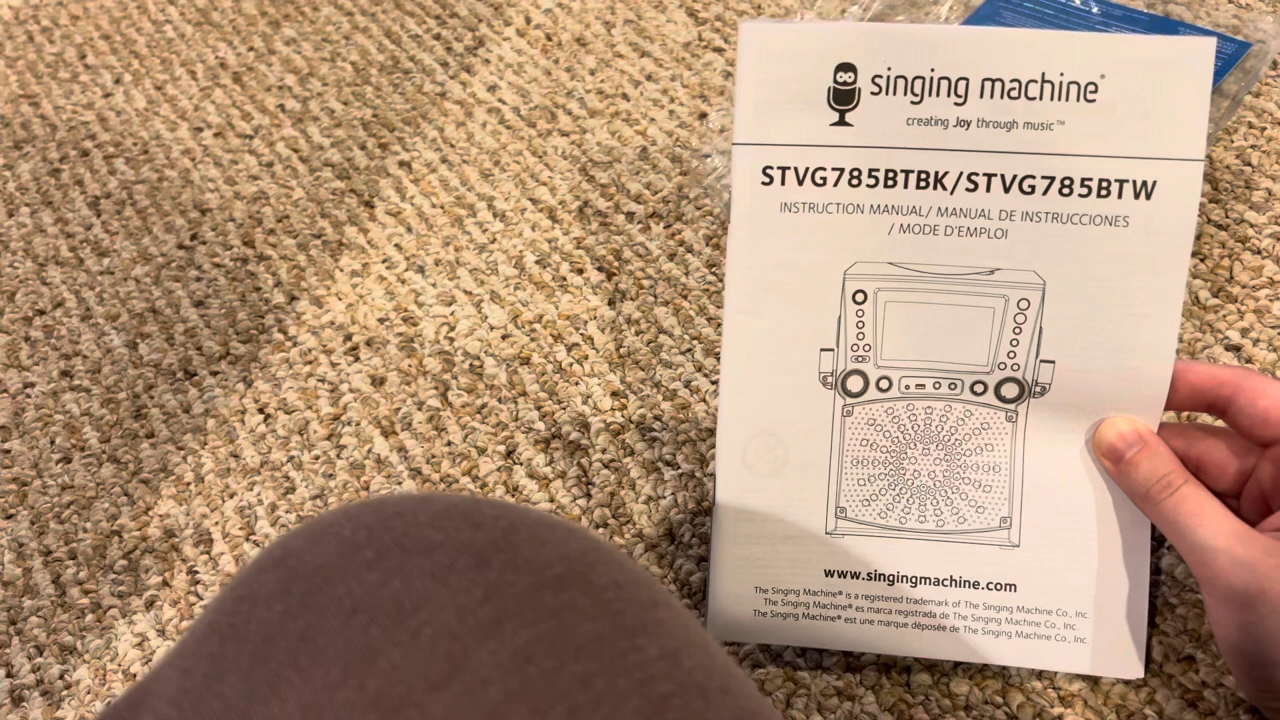 singing machine®
creating Joy through music™
STVG785BTBK/STVG785BTW
INSTRUCTION MANUAL/ MANUAL DE INSTRUCCIONES
/ MODE D'EMPLOI
www.singingmachine.com
The Singing Machine® is a registered trademark of The Singing Machine Co., Inc.
The Singing Machine® es marca registrada de The Singing Machine Co., Inc.
The Singing Machine® est une marque déposée de The Singing Machine Co., Inc.